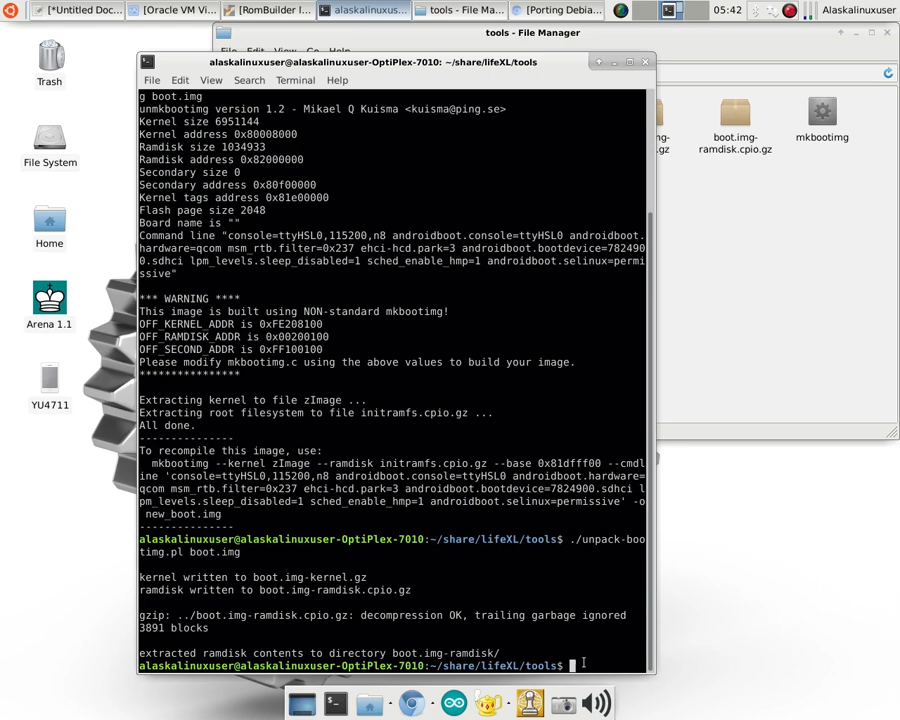 [*Untitled Doc...
[Oracle VM Vi...
[RomBuilder I...
alaskalinuxus...
tools - File Ma...
[Porting Debia...
05:42
Alaskalinuxuser
tools - File Manager
File Edit View Go Help
Trash
File System
Home
Arena 1.1
YU4711
alaskalinuxuser@alaskalinuxuser-OptiPlex-7010: ~/share/lifeXL/tools
File Edit View Search Terminal Help
g boot.img
unmkbootimg version 1.2 - Mikael Q Kuisma <kuisma@ping.se>
Kernel size 6951144
Kernel address 0x80008000
Ramdisk size 1034933
Ramdisk address 0x82000000
Secondary size 0
Secondary address 0x80f00000
Kernel tags address 0x81e00000
Flash page size 2048
Board name is ""
Command line "console=ttyHSL0,115200,n8 androidboot.console=ttyHSL0 androidboot.
hardware=qcom msm_rtb.filter=0x237 ehci-hcd.park=3 androidboot.bootdevice=782490
0.sdhci lpm_levels.sleep_disabled=1 sched_enable_hmp=1 androidboot.selinux=permi
ssive"
*** WARNING ****
This image is built using NON-standard mkbootimg!
OFF_KERNEL_ADDR is 0xFE208100
OFF_RAMDISK_ADDR is 0x00200100
OFF_SECOND_ADDR is 0xFF100100
Please modify mkbootimg.c using the above values to build your image.
****************
Extracting kernel to file zImage ...
Extracting root filesystem to file initramfs.cpio.gz ...
All done.
---------------
To recompile this image, use:
mkbootimg --kernel zImage --ramdisk initramfs.cpio.gz --base 0x81dfff00 --cmdl
ine 'console=ttyHSL0,115200,n8 androidboot.console=ttyHSL0 androidboot.hardware=
qcom msm_rtb.filter=0x237 ehci-hcd.park=3 androidboot.bootdevice=7824900.sdhci l
pm_levels.sleep_disabled=1 sched_enable_hmp=1 androidboot.selinux=permissive' -o
new_boot.img
---------------
alaskalinuxuser@alaskalinuxuser-OptiPlex-7010:~/share/lifeXL/tools$ ./unpack-boo
timg.pl boot.img
kernel written to boot.img-kernel.gz
ramdisk written to boot.img-ramdisk.cpio.gz
gzip: ../boot.img-ramdisk.cpio.gz: decompression OK, trailing garbage ignored
3891 blocks
extracted ramdisk contents to directory boot.img-ramdisk/
alaskalinuxuser@alaskalinuxuser-OptiPlex-7010:~/share/lifeXL/tools$
ng-
.gz
boot.img-
ramdisk.cpio.gz
mkbootimg